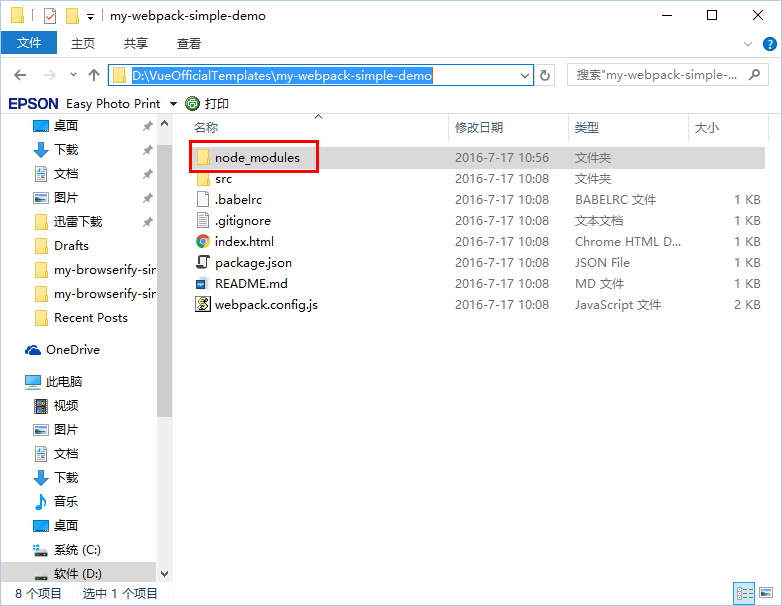 my-webpack-simple-demo
文件 主页 共享 查看
D:\VueOfficialTemplates\my-webpack-simple-demo 搜索"my-webpack-simple-...
EPSON Easy Photo Print 打印
名称 修改日期 类型 大小
桌面
下载
文档
图片
迅雷下载
Drafts
my-browserify-sir
my-browserify-sir
Recent Posts
OneDrive
此电脑
视频
图片
文档
下载
音乐
桌面
系统 (C:)
软件 (D:)
node_modules 2016-7-17 10:56 文件夹
src 2016-7-17 10:08 文件夹
.babelrc 2016-7-17 10:08 BABELRC 文件 1 KB
.gitignore 2016-7-17 10:08 文本文档 1 KB
index.html 2016-7-17 10:08 Chrome HTML D... 1 KB
package.json 2016-7-17 10:08 JSON File 1 KB
README.md 2016-7-17 10:08 MD 文件 1 KB
webpack.config.js 2016-7-17 10:08 JavaScript 文件 2 KB
8 个项目 选中 1 个项目